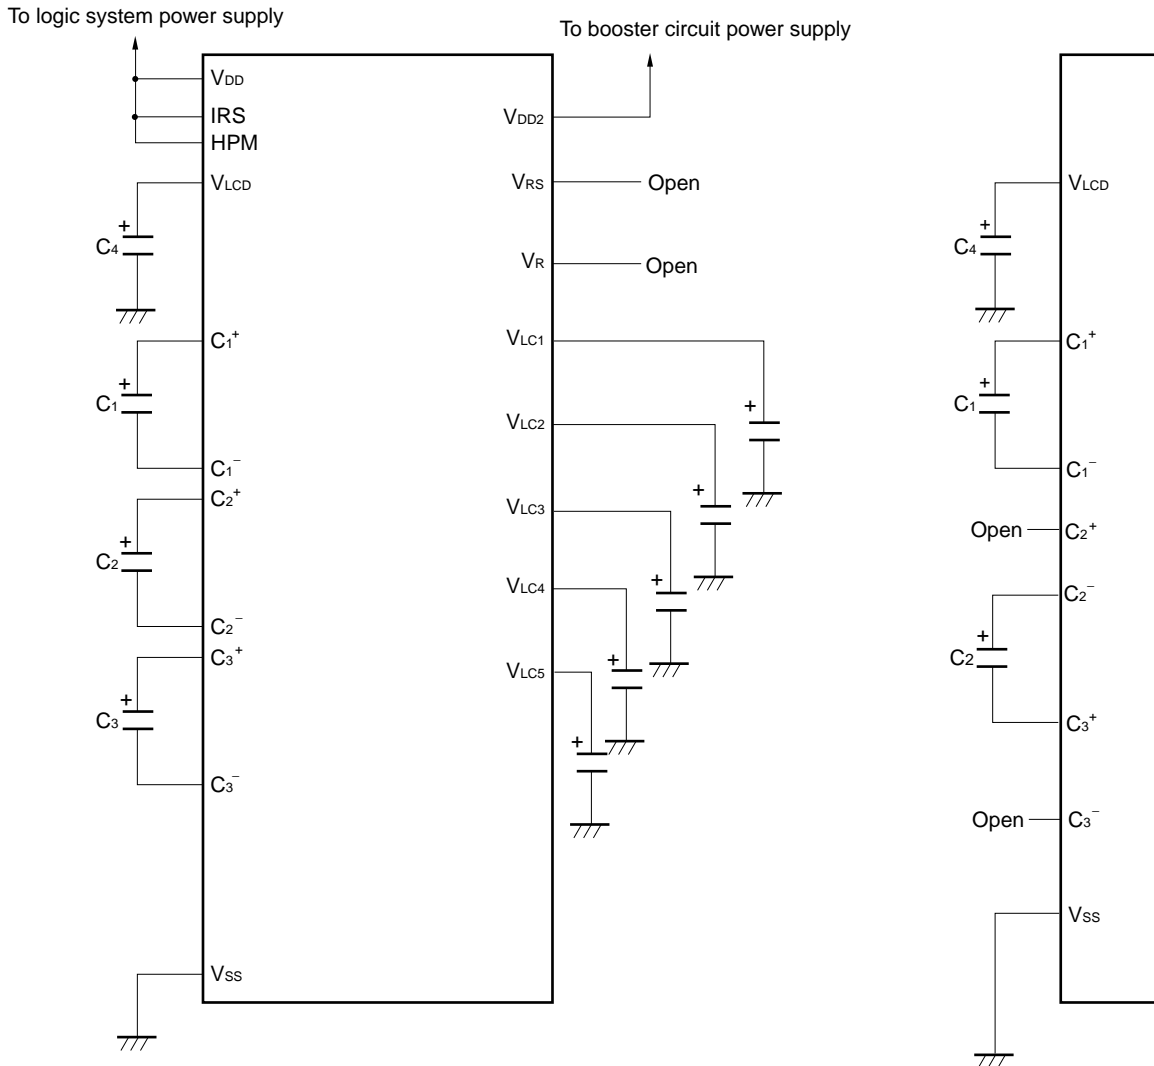 To logic system power supply
To booster circuit power supply
VDD
IRS
HPM
VLCD
+
C4
C1+
+
C1
C1−
C2+
+
C2
C2−
C3+
+
C3
C3−
VSS
VDD2
VRS
Open
VR
Open
VLC1
+
VLC2
+
VLC3
+
VLC4
+
VLC5
+
VLCD
+
C4
C1+
+
C1
C1−
Open
C2+
C2−
+
C2
C3+
Open
C3−
VSS